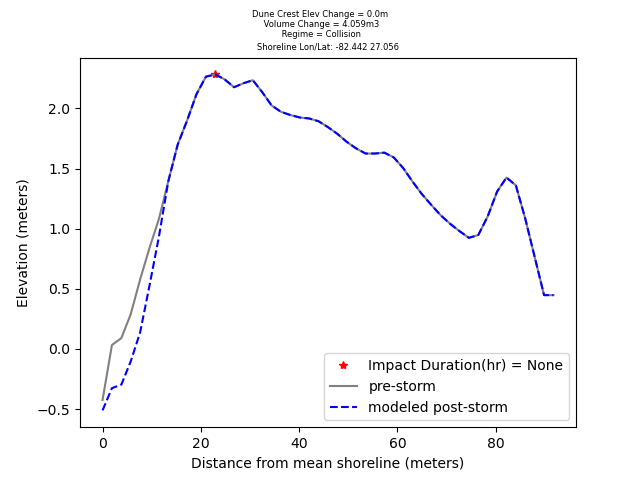 Dune Crest Elev Change = 0.0m
Volume Change = 4.059m3
Regime = Collision
Shoreline Lon/Lat: -82.442 27.056
Elevation (meters)
2.0
1.5
1.0
0.5
0.0
−0.5
0
20
40
60
80
Distance from mean shoreline (meters)
Impact Duration(hr) = None
pre-storm
modeled post-storm